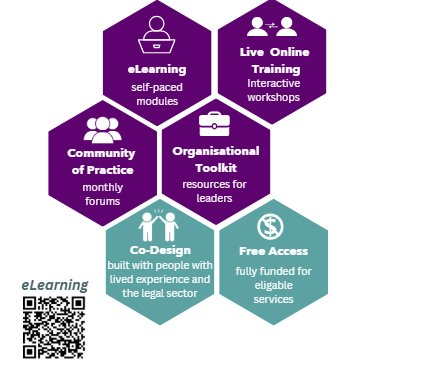 eLearning
self-paced
modules
Live Online
Training
Interactive
workshops
Community
of Practice
monthly
forums
Organisational
Toolkit
resources for
leaders
Co-Design
built with people with
lived experience and
the legal sector
Free Access
fully funded for
eligable
services
eLearning